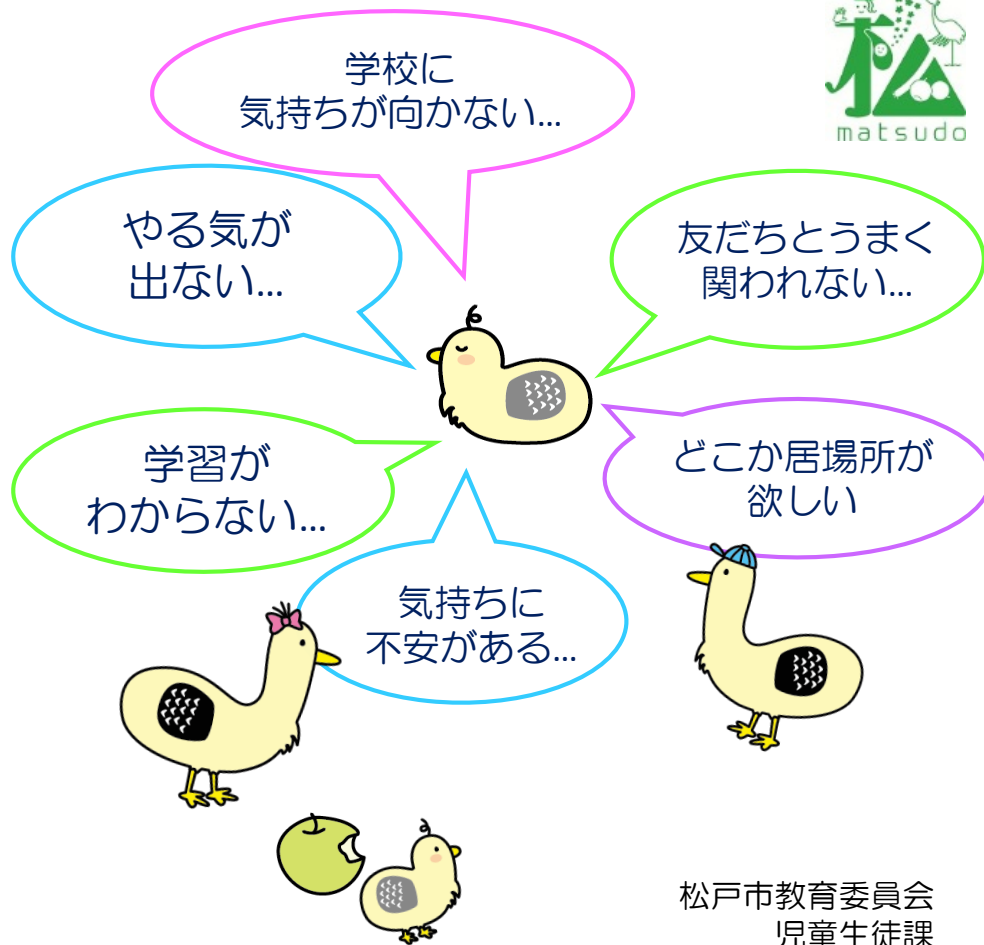 松
matsudo
学校に
気持ちが向かない...
やる気が
出ない...
友だちとうまく
関われない...
学習が
わからない...
どこか居場所が
欲しい
気持ちに
不安がある...
松戸市教育委員会
児童生徒課